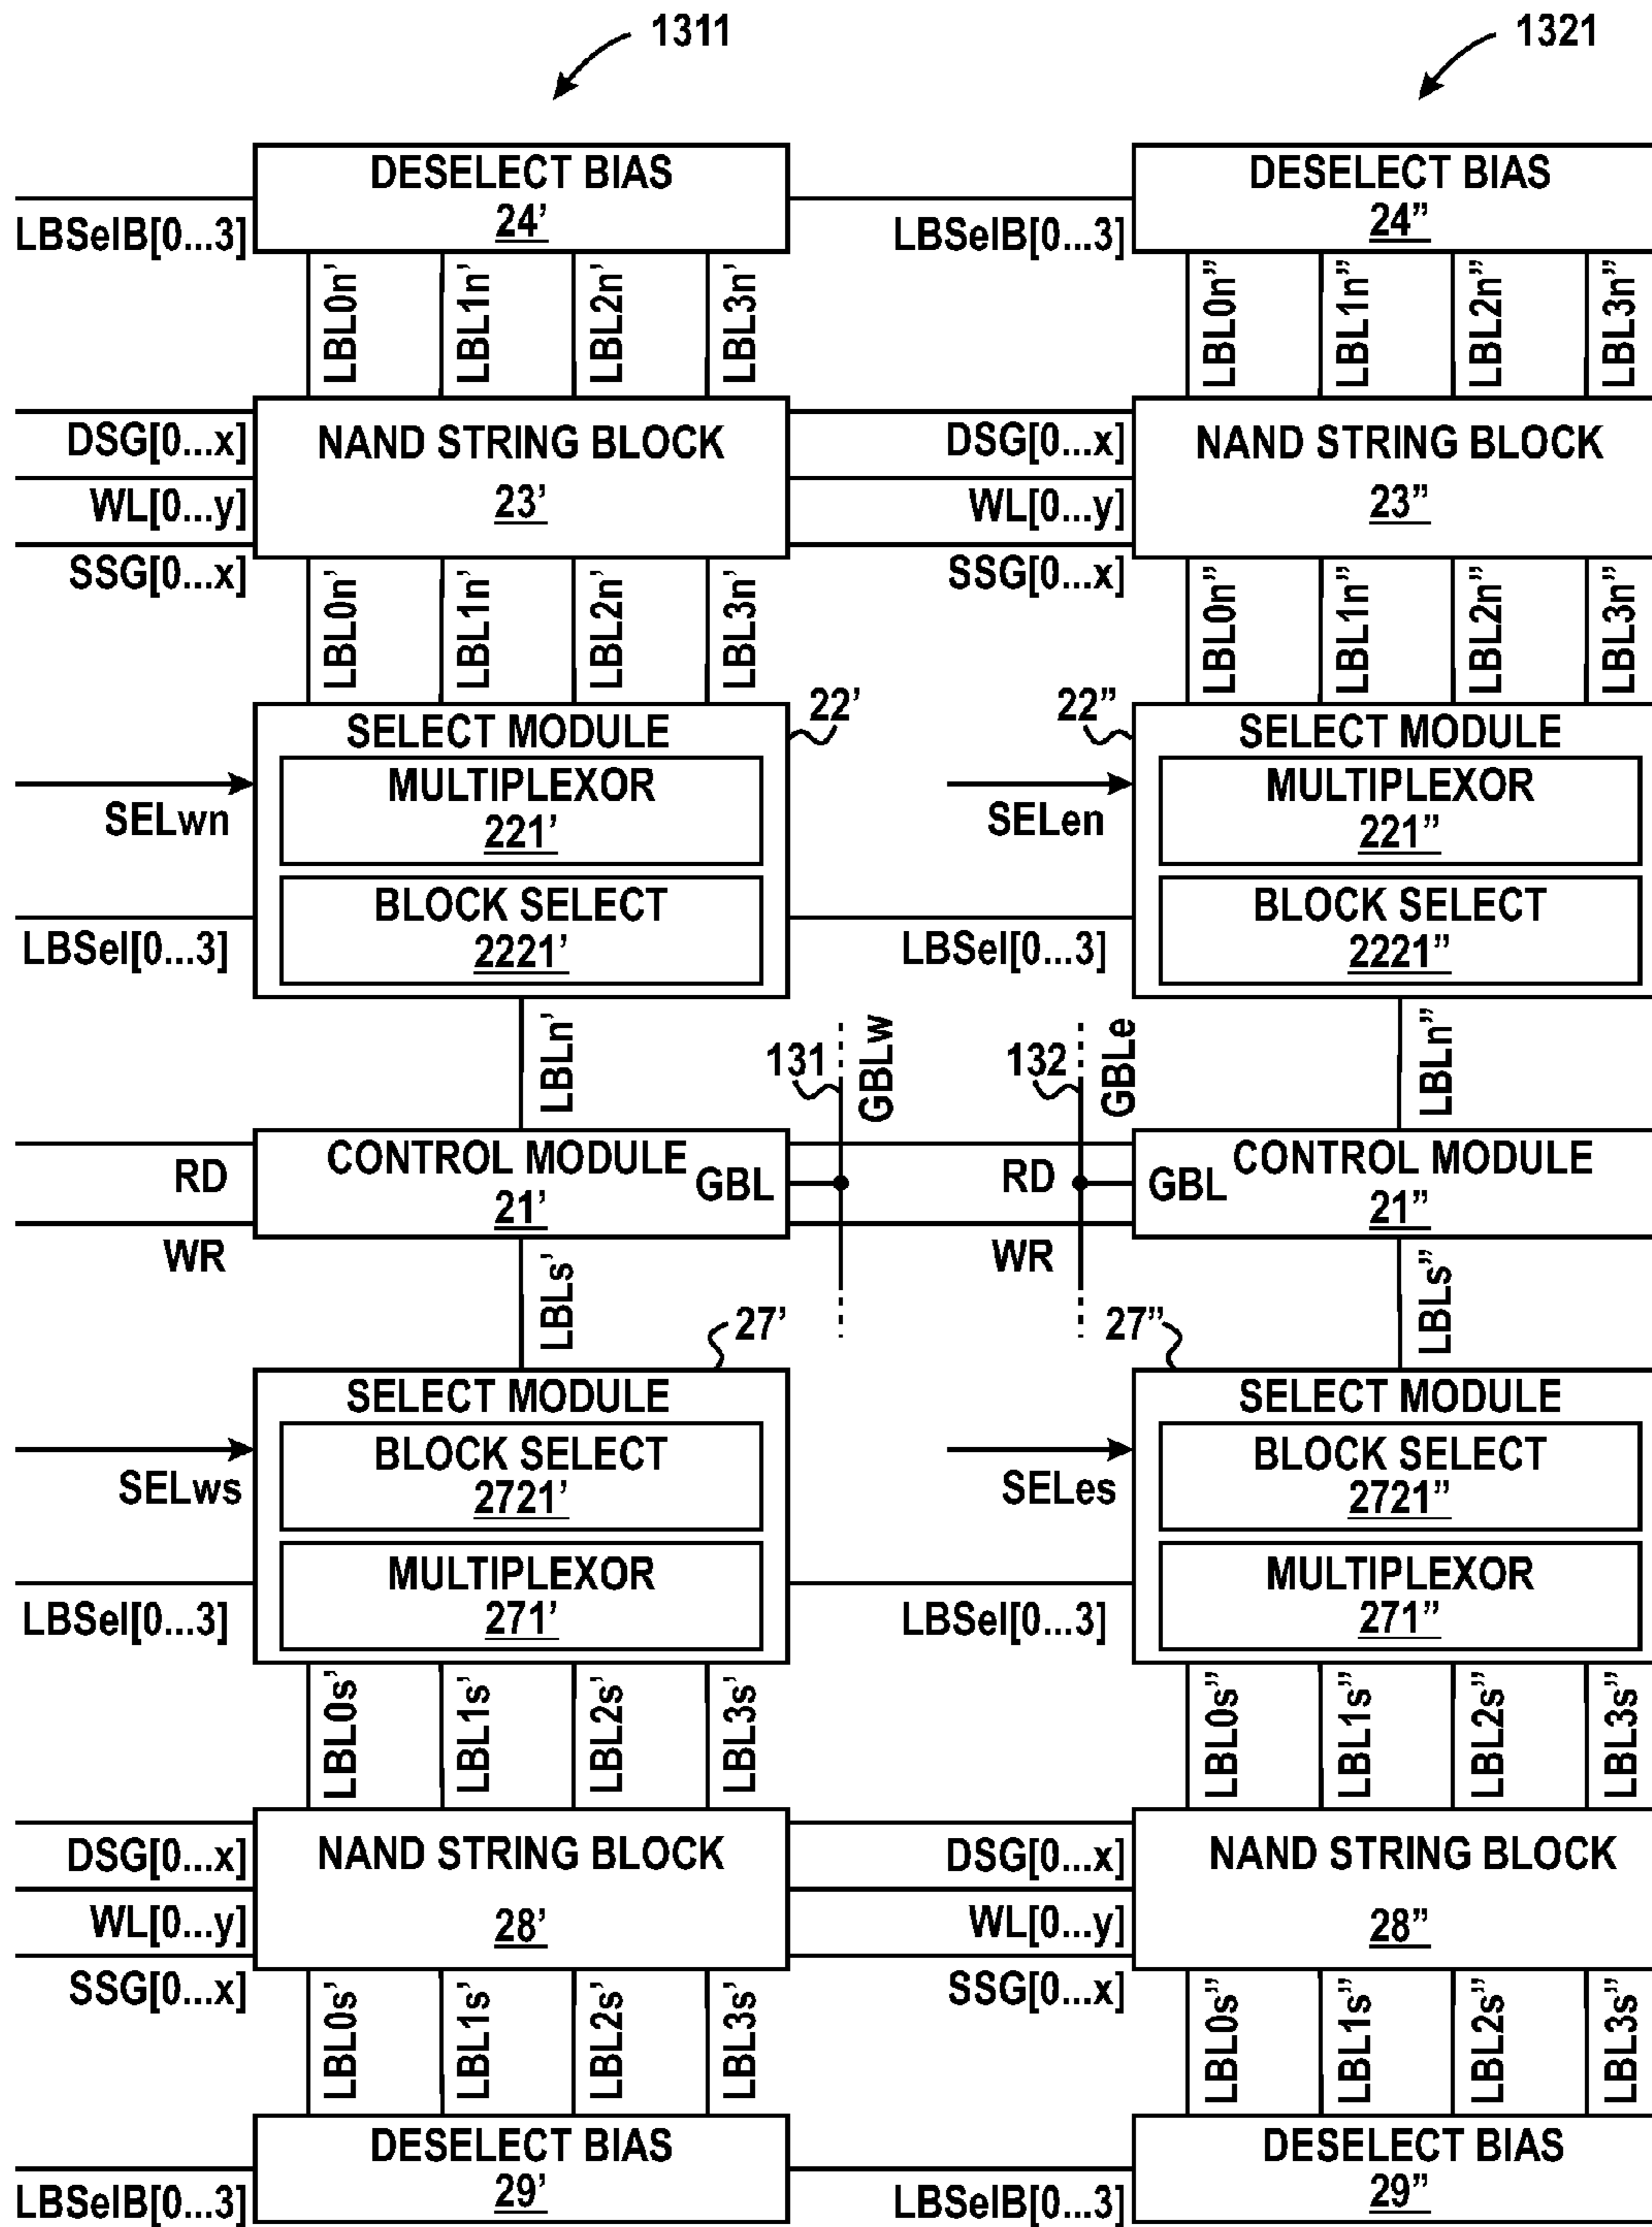 1311
1321
DESELECT BIAS
24’
DESELECT BIAS
24”
LBSelB[0...3]
LBSelB[0...3]
LBL0n’
LBL1n’
LBL2n’
LBL3n’
LBL0n”
LBL1n”
LBL2n”
LBL3n”
DSG[0...x]
NAND STRING BLOCK
DSG[0...x]
NAND STRING BLOCK
WL[0...y]
23’
WL[0...y]
23”
SSG[0...x]
SSG[0...x]
LBL0n’
LBL1n’
LBL2n’
LBL3n’
LBL0n”
LBL1n”
LBL2n”
LBL3n”
22’
22”
SELECT MODULE
SELECT MODULE
MULTIPLEXOR
221’
MULTIPLEXOR
221”
SELwn
SELen
BLOCK SELECT
2221’
BLOCK SELECT
2221”
LBSel[0...3]
LBSel[0...3]
LBLn’
131
GBLw
132
GBLe
LBLn”
RD
CONTROL MODULE
21’
GBL
RD
GBL
CONTROL MODULE
21”
WR
WR
LBLs’
LBLs”
27’
27”
SELECT MODULE
SELECT MODULE
BLOCK SELECT
2721’
BLOCK SELECT
2721”
SELws
SELes
MULTIPLEXOR
271’
MULTIPLEXOR
271”
LBSel[0...3]
LBSel[0...3]
LBL0s’
LBL1s’
LBL2s’
LBL3s’
LBL0s”
LBL1s”
LBL2s”
LBL3s”
DSG[0...x]
NAND STRING BLOCK
DSG[0...x]
NAND STRING BLOCK
WL[0...y]
28’
WL[0...y]
28”
SSG[0...x]
SSG[0...x]
LBL0s’
LBL1s’
LBL2s’
LBL3s’
LBL0s”
LBL1s”
LBL2s”
LBL3s”
DESELECT BIAS
29’
DESELECT BIAS
29”
LBSelB[0...3]
LBSelB[0...3]